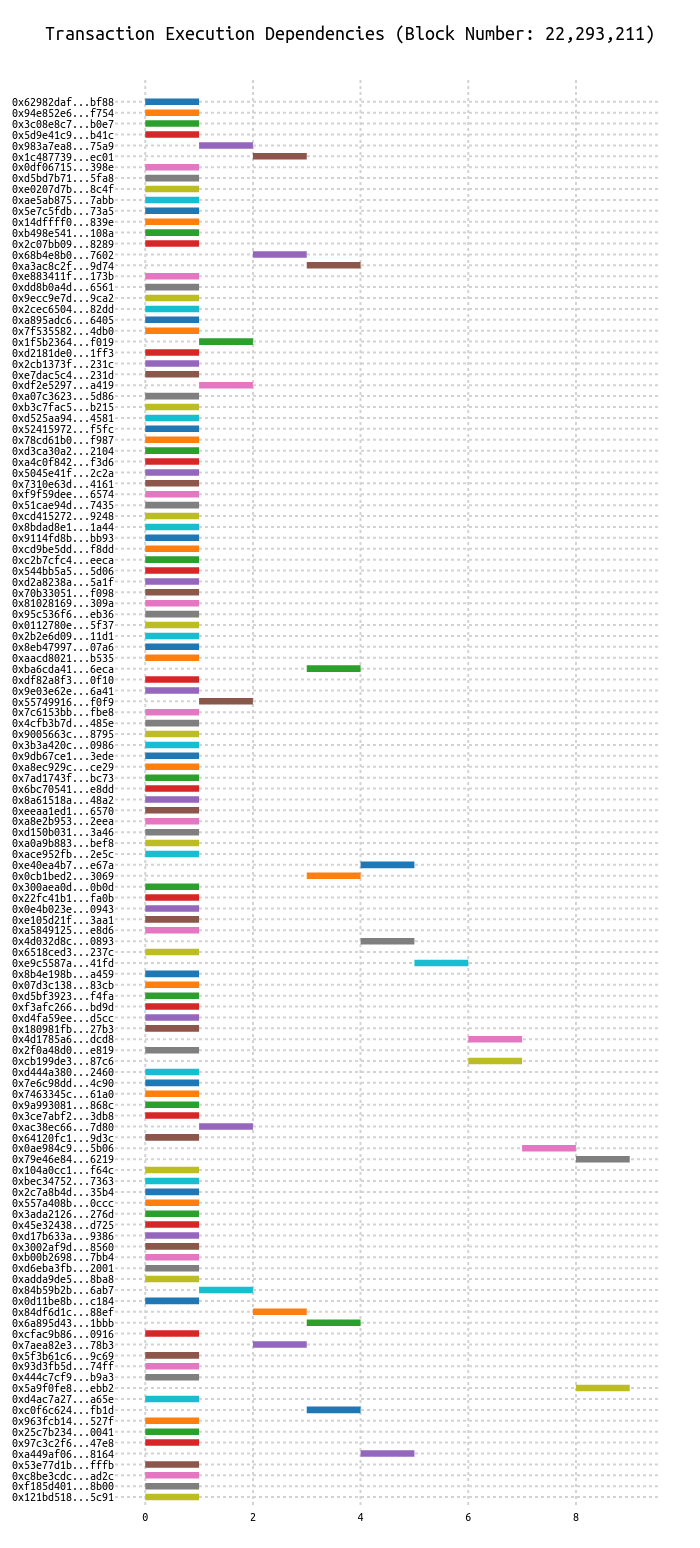 Transaction Execution Dependencies (Block Number: 22,293,211)
0x62982daf...bf88
0x94e852e6...f754
0x3c08e8c7...b0e7
0x5d9e41c9...b41c
0x983a7ea8...75a9
0x1c487739...ec01
0x0df06715...398e
0xd5bd7b71...5fa8
0xe0207d7b...8c4f
0xae5ab875...7abb
0x5e7c5fdb...73a5
0x14dffff0...839e
0xb498e541...108a
0x2c07bb09...8289
0x68b4e8b0...7602
0xa3ac8c2f...9d74
0xe883411f...173b
0xdd8b0a4d...6561
0x9ecc9e7d...9ca2
0x2cec6504...82dd
0xa895adc6...6405
0x7f535582...4db0
0x1f5b2364...f019
0xd2181de0...1ff3
0x2cb1373f...231c
0xe7dac5c4...231d
0xdf2e5297...a419
0xa07c3623...5d86
0xb3c7fac5...b215
0xd525aa94...4581
0x52415972...f5fc
0x78cd61b0...f987
0xd3ca30a2...2104
0xa4c0f842...f3d6
0x5045e41f...2c2a
0x7310e63d...4161
0xf9f59dee...6574
0x51cae94d...7435
0xcd415272...9248
0x8bdad8e1...1a44
0x9114fd8b...bb93
0xcd9be5dd...f8dd
0xc2b7cfc4...eeca
0x544bb5a5...5d06
0xd2a8238a...5a1f
0x70b33051...f098
0x81028169...309a
0x95c536f6...eb36
0x0112780e...5f37
0x2b2e6d09...11d1
0x8eb47997...07a6
0xaacd8021...b535
0xba6cda41...6eca
0xdf82a8f3...0f10
0x9e03e62e...6a41
0x55749916...f0f9
0x7c6153bb...fbe8
0x4cfb3b7d...485e
0x9005663c...8795
0x3b3a420c...0986
0x9db67ce1...3ede
0xa8ec929c...ce29
0x7ad1743f...bc73
0x6bc70541...e8dd
0x8a61518a...48a2
0xeeaa1ed1...6570
0xa8e2b953...2eea
0xd150b031...3a46
0xa0a9b883...bef8
0xace952fb...2e5c
0xe40ea4b7...e67a
0x0cb1bed2...3069
0x300aea0d...0b0d
0x22fc41b1...fa0b
0x0e4b023e...0943
0xe105d21f...3aa1
0xa5849125...e8d6
0x4d032d8c...0893
0x6518ced3...237c
0xe9c5587a...41fd
0x8b4e198b...a459
0x07d3c138...83cb
0xd5bf3923...f4fa
0xf3afc266...bd9d
0xd4fa59ee...d5cc
0x180981fb...27b3
0x4d1785a6...dcd8
0x2f0a48d0...e819
0xcb199de3...87c6
0xd444a380...2460
0x7e6c98dd...4c90
0x7463345c...61a0
0x9a993081...868c
0x3ce7abf2...3db8
0xac38ec66...7d80
0x64120fc1...9d3c
0x0ae984c9...5b06
0x79e46e84...6219
0x104a0cc1...f64c
0xbec34752...7363
0x2c7a8b4d...35b4
0x557a408b...0ccc
0x3ada2126...276d
0x45e32438...d725
0xd17b633a...9386
0x3002af9d...8560
0xb00b2698...7bb4
0xd6eba3fb...2001
0xadda9de5...8ba8
0x84b59b2b...6ab7
0x0d11be8b...c184
0x84df6d1c...88ef
0x6a895d43...1bbb
0xcfac9b86...0916
0x7aea82e3...78b3
0x5f3b61c6...9c69
0x93d3fb5d...74ff
0x444c7cf9...b9a3
0x5a9f0fe8...ebb2
0xd4ac7a27...a65e
0xc0f6c624...fb1d
0x963fcb14...527f
0x25c7b234...0041
0x97c3c2f6...47e8
0xa449af06...8164
0x53e77d1b...fffb
0xc8be3cdc...ad2c
0xf185d401...8b00
0x121bd518...5c91
0 2 4 6 8